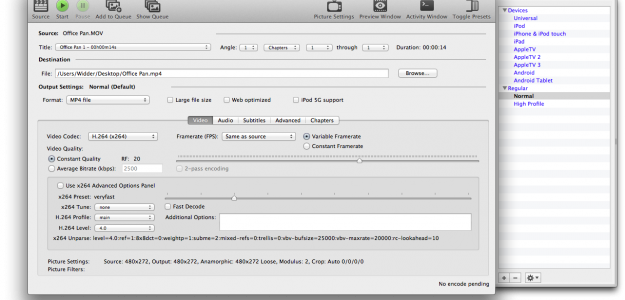 Source Start Pause Add to Queue Show Queue Picture Settings Preview Window Activity Window Toggle Presets
Source: Office Pan.MOV
Title: Office Pan 1 - 00h00m14s Angle: 1 Chapters 1 through 1 Duration: 00:00:14
Destination
File: /Users/Widder/Desktop/Office Pan.mp4 Browse...
Output Settings: Normal (Default)
Format: MP4 file Large file size Web optimized iPod 5G support
Video Audio Subtitles Advanced Chapters
Video Codec: H.264 (x264) Framerate (FPS): Same as source Variable Framerate
Constant Framerate
Video Quality:
Constant Quality RF: 20
Average Bitrate (kbps): 2500 2-pass encoding
Use x264 Advanced Options Panel
x264 Preset: veryfast
x264 Tune: none Fast Decode
H.264 Profile: main Additional Options:
H.264 Level: 4.0
x264 Unparse: level=4.0:ref=1:8x8dct=0:weightp=1:subme=2:mixed-refs=0:trellis=0:vbv-bufsize=25000:vbv-maxrate=20000:rc-lookahead=10
Picture Settings: Source: 480x272, Output: 480x272, Anamorphic: 480x272 Loose, Modulus: 2, Crop: Auto 0/0/0/0
Picture Filters:
No encode pending
Devices
Universal
iPod
iPhone & iPod touch
iPad
AppleTV
AppleTV 2
AppleTV 3
Android
Android Tablet
Regular
Normal
High Profile